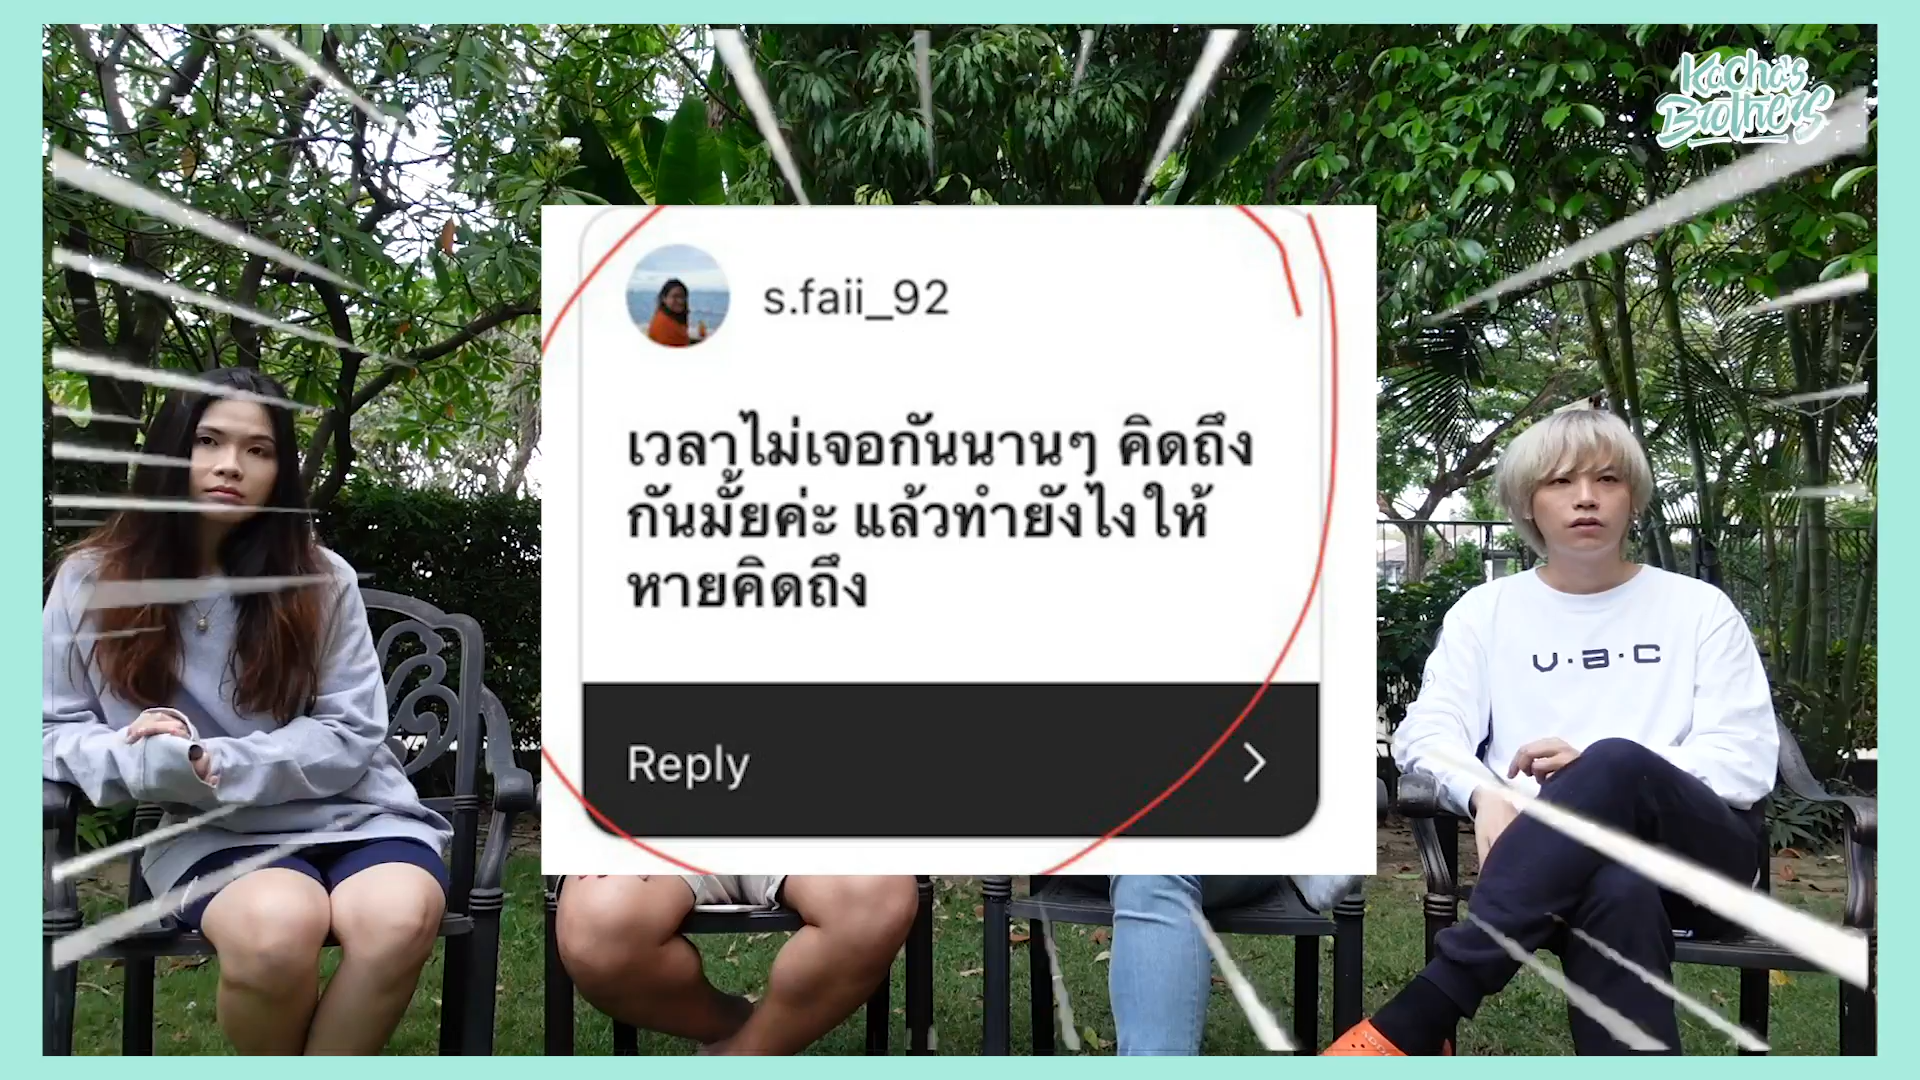 KaCha's
Brothers
s.faii_92
เวลาไม่เจอกันนานๆ คิดถึง
กันมั้ยค่ะ แล้วทำยังไงให้
หายคิดถึง
Reply
v·a·c